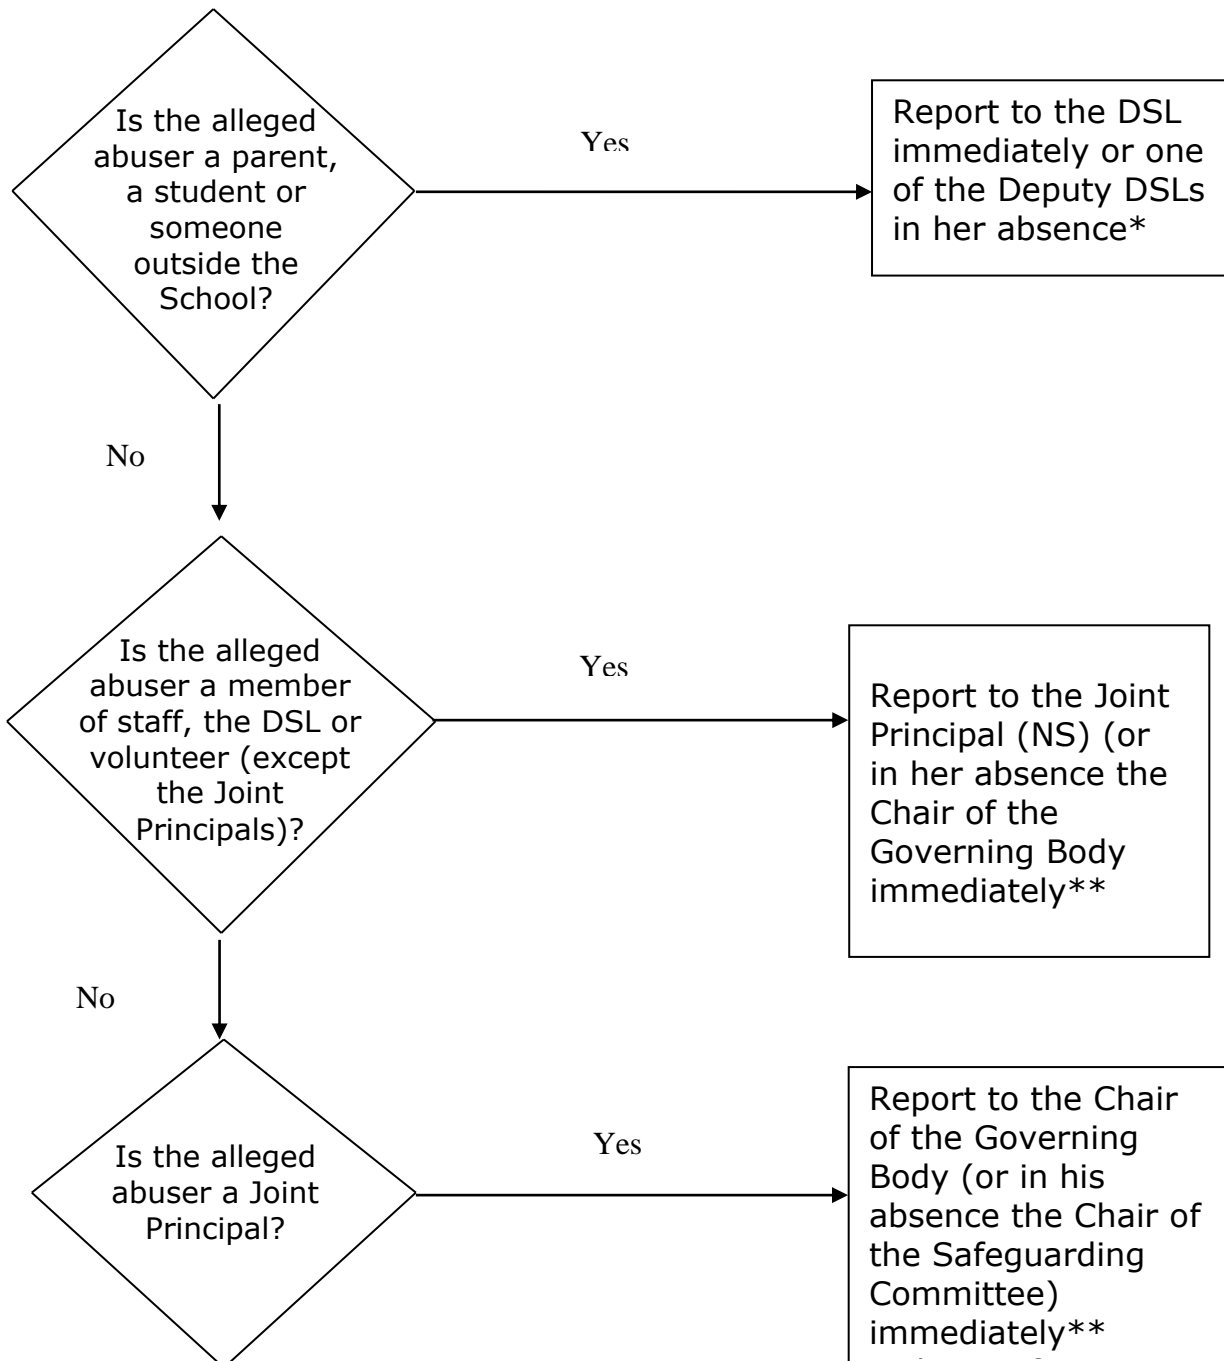 Is the alleged
abuser a parent,
a student or
someone
outside the
School?
Yes
Report to the DSL
immediately or one
of the Deputy DSLs
in her absence*
No
Is the alleged
abuser a member
of staff, the DSL or
volunteer (except
the Joint
Principals)?
Yes
Report to the Joint
Principal (NS) (or
in her absence the
Chair of the
Governing Body
immediately**
No
Is the alleged
abuser a Joint
Principal?
Yes
Report to the Chair
of the Governing
Body (or in his
absence the Chair of
the Safeguarding
Committee)
immediately**